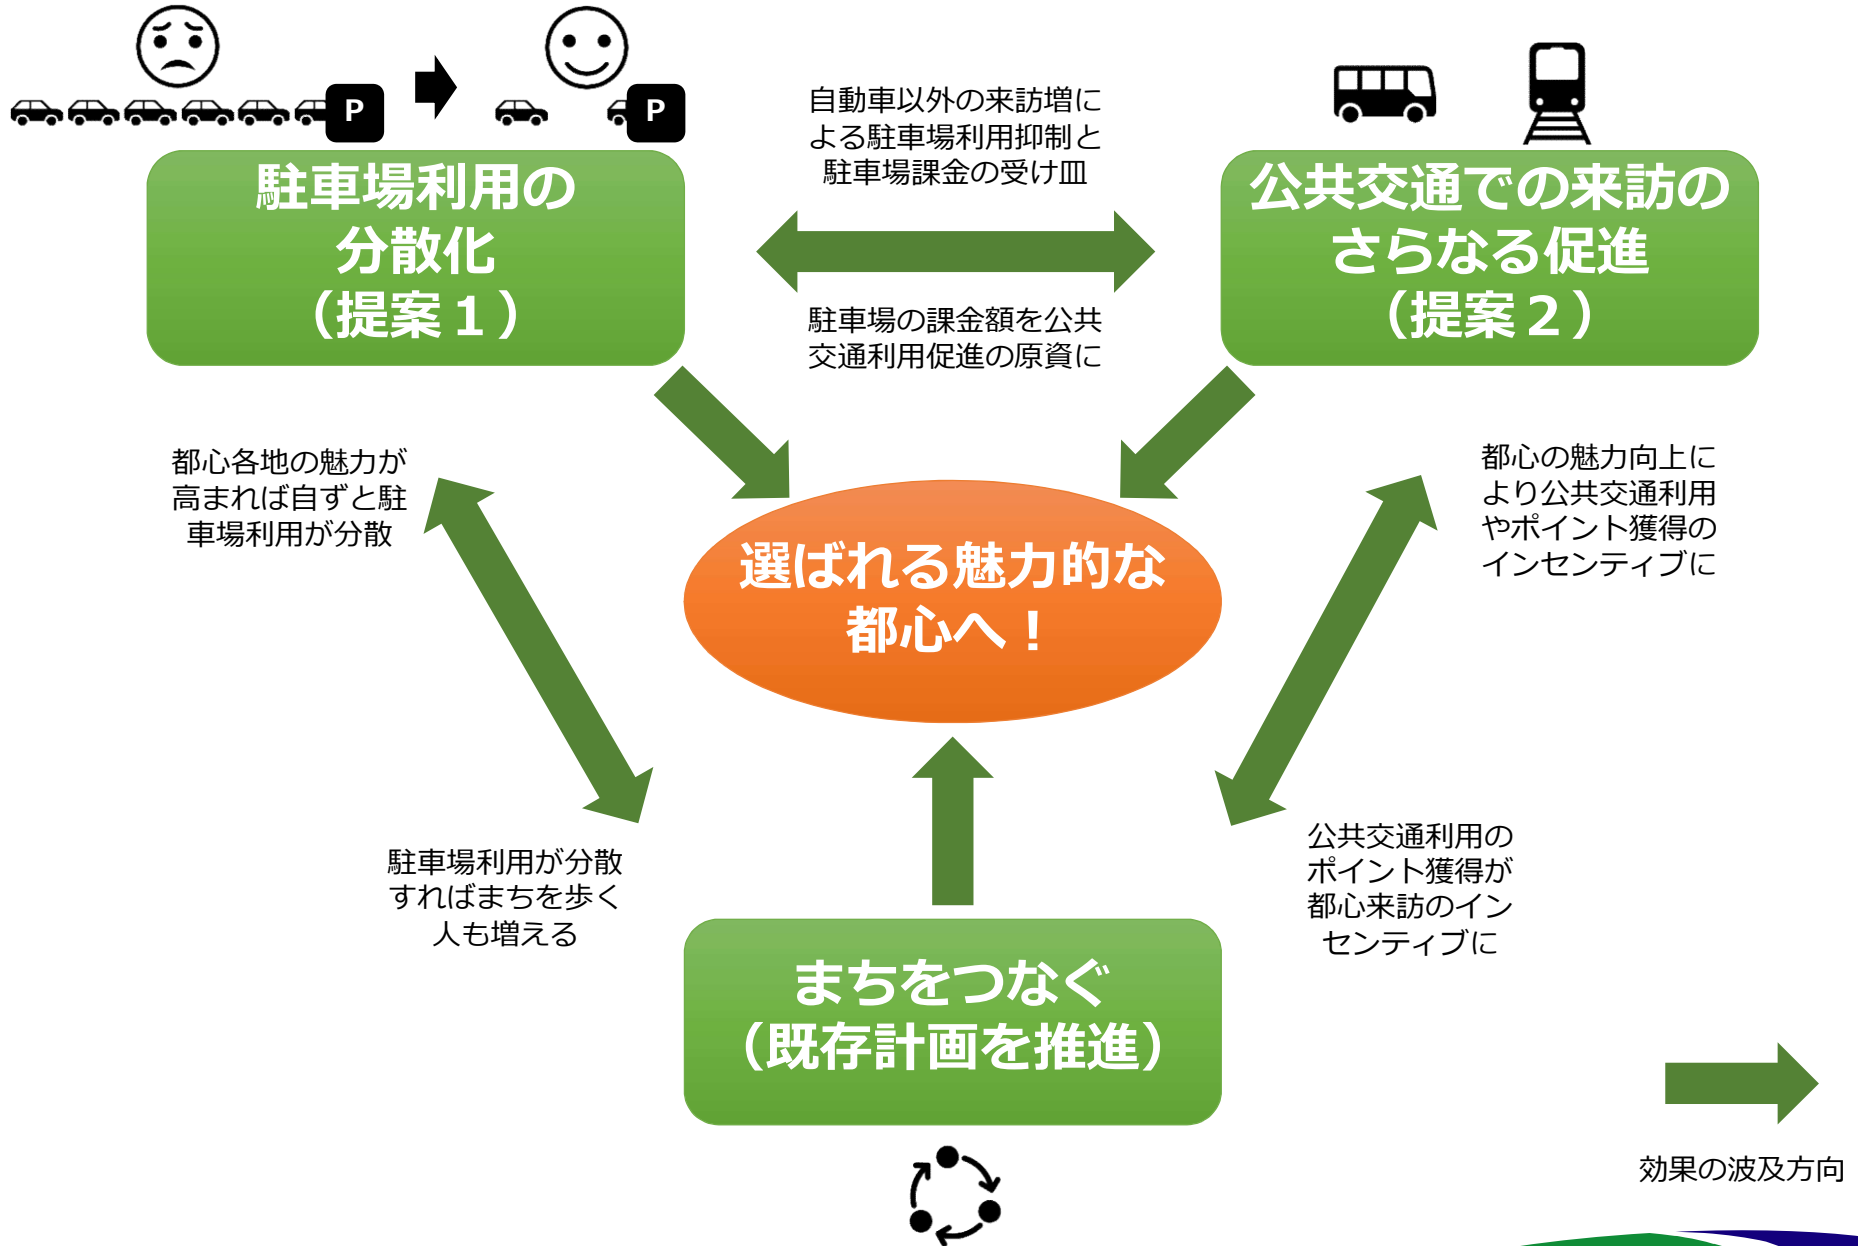 P
P
駐車場利用の
分散化
（提案１）
自動車以外の来訪増に
よる駐車場利用抑制と
駐車場課金の受け皿
駐車場の課金額を公共
交通利用促進の原資に
公共交通での来訪の
さらなる促進
（提案２）
都心各地の魅力が
高まれば自ずと駐
車場利用が分散
選ばれる魅力的な
都心へ！
都心の魅力向上に
より公共交通利用
やポイント獲得の
インセンティブに
駐車場利用が分散
すればまちを歩く
人も増える
公共交通利用の
ポイント獲得が
都心来訪のイン
センティブに
まちをつなぐ
（既存計画を推進）
効果の波及方向